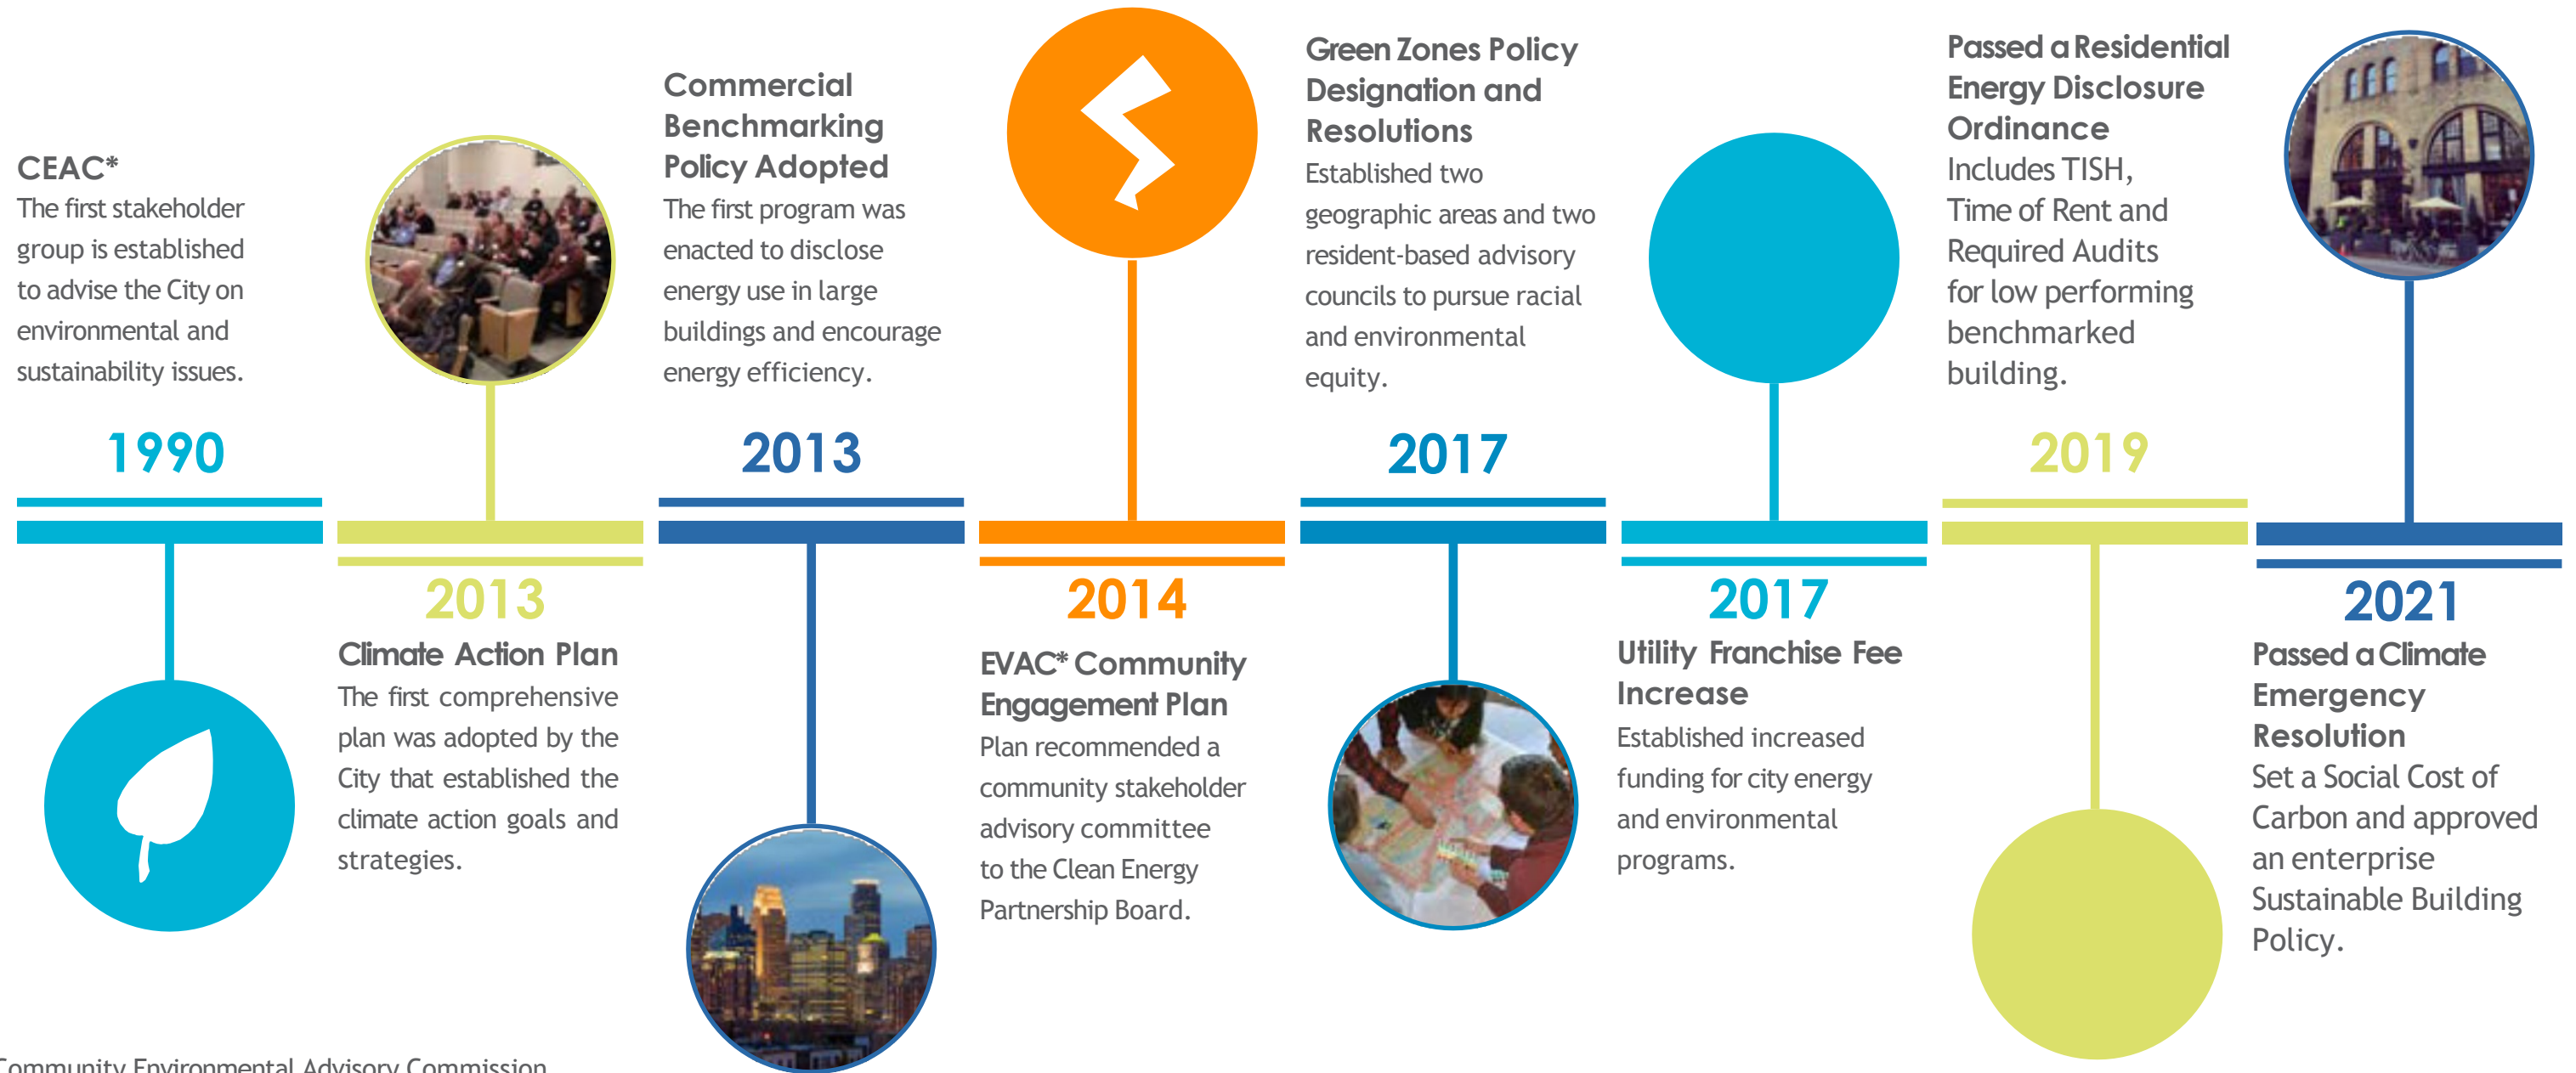 CEAC*
The first stakeholder
group is established
to advise the City on
environmental and
sustainability issues.
1990
2013
Climate Action Plan
The first comprehensive
plan was adopted by the
City that established the
climate action goals and
strategies.
Commercial
Benchmarking
Policy Adopted
The first program was
enacted to disclose
energy use in large
buildings and encourage
energy efficiency.
2013
2014
EVAC* Community
Engagement Plan
Plan recommended a
community stakeholder
advisory committee
to the Clean Energy
Partnership Board.
Green Zones Policy
Designation and
Resolutions
Established two
geographic areas and two
resident-based advisory
councils to pursue racial
and environmental
equity.
2017
2017
Utility Franchise Fee
Increase
Established increased
funding for city energy
and environmental
programs.
Passed a Residential
Energy Disclosure
Ordinance
Includes TISH,
Time of Rent and
Required Audits
for low performing
benchmarked
building.
2019
2021
Passed a Climate
Emergency
Resolution
Set a Social Cost of
Carbon and approved
an enterprise
Sustainable Building
Policy.
Community Environmental Advisory Commission